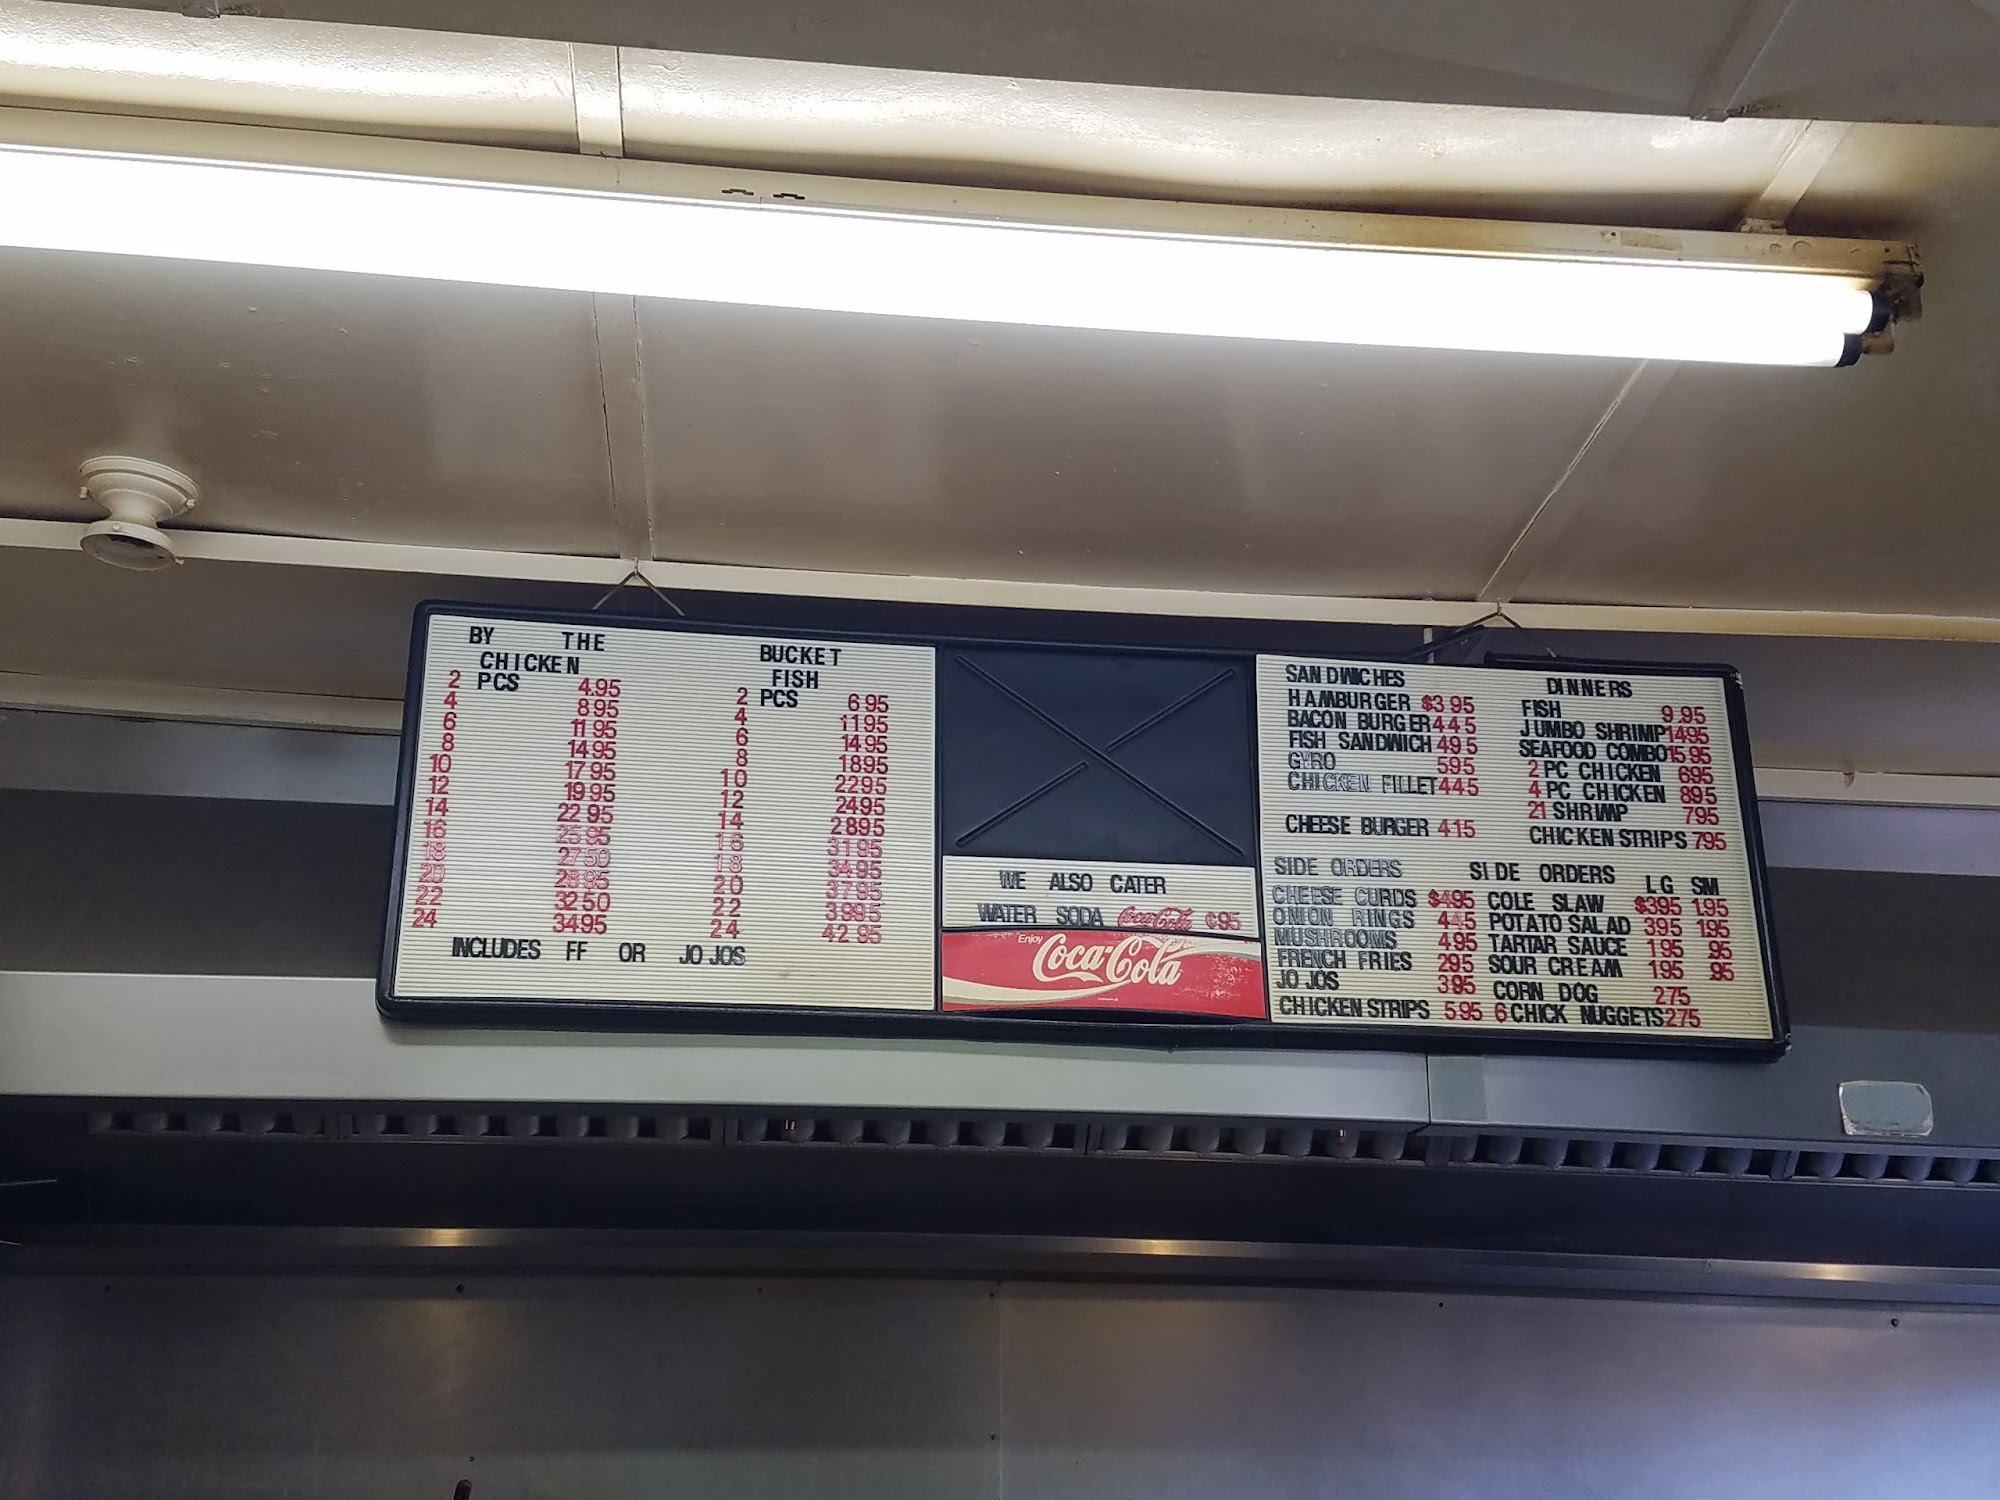 BY THE BUCKET
CHICKEN FISH
2 PCS 4.95 2 PCS 6 95
4 8 95 4 11 95
6 11 95 6 14 95
8 14 95 8 18 95
10 17 95 10 22 95
12 19 95 12 24 95
14 22 95 14 28 95
16 25 95 16 31 95
18 27 50 18 34 95
20 28 95 20 37 95
22 32 50 22 39 95
24 34 95 24 42 95
INCLUDES FF OR JO JOS
WE ALSO CATER
WATER SODA Coca-Cola ¢95
Enjoy
Coca-Cola
SANDWICHES
HAMBURGER $3 95
BACON BURGER 4 4 5
FISH SANDWICH 4 9 5
GYRO 5 95
CHICKEN FILLET 4 4 5
CHEESE BURGER 4 15
DINNERS
FISH 9.95
JUMBO SHRIMP 14 95
SEAFOOD COMBO 15 95
2 PC CHICKEN 6 95
4 PC CHICKEN 8 95
21 SHRIMP 7 95
CHICKEN STRIPS 7 95
SIDE ORDERS
CHEESE CURDS $4.95
ONION RINGS 4 4 5
MUSHROOMS 4 95
FRENCH FRIES 2 95
JO JOS 3 95
CHICKEN STRIPS 5 95
SIDE ORDERS LG SM
COLE SLAW $3 95 1.95
POTATO SALAD 3 95 1.95
TARTAR SAUCE 1 95 .95
SOUR CREAM 1 95 .95
CORN DOG 2.75
6 CHICK NUGGETS 2.75